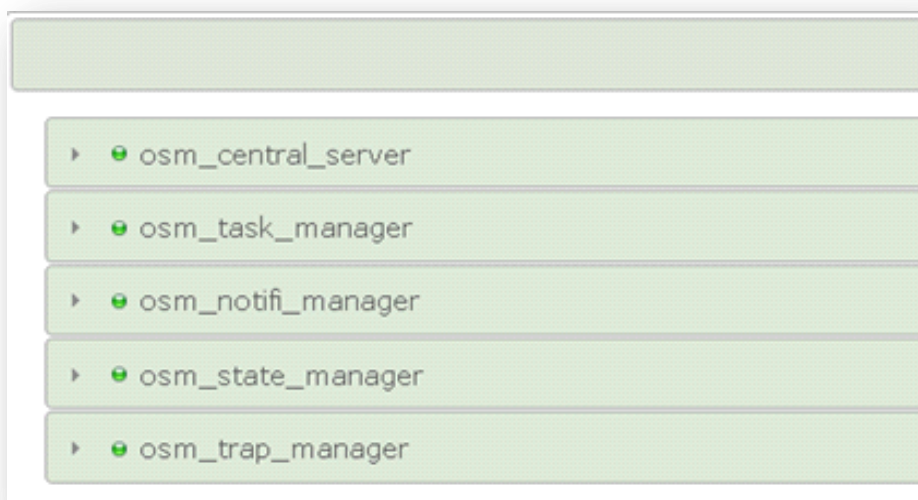 osm_central_server
osm_task_manager
osm_notifi_manager
osm_state_manager
osm_trap_manager